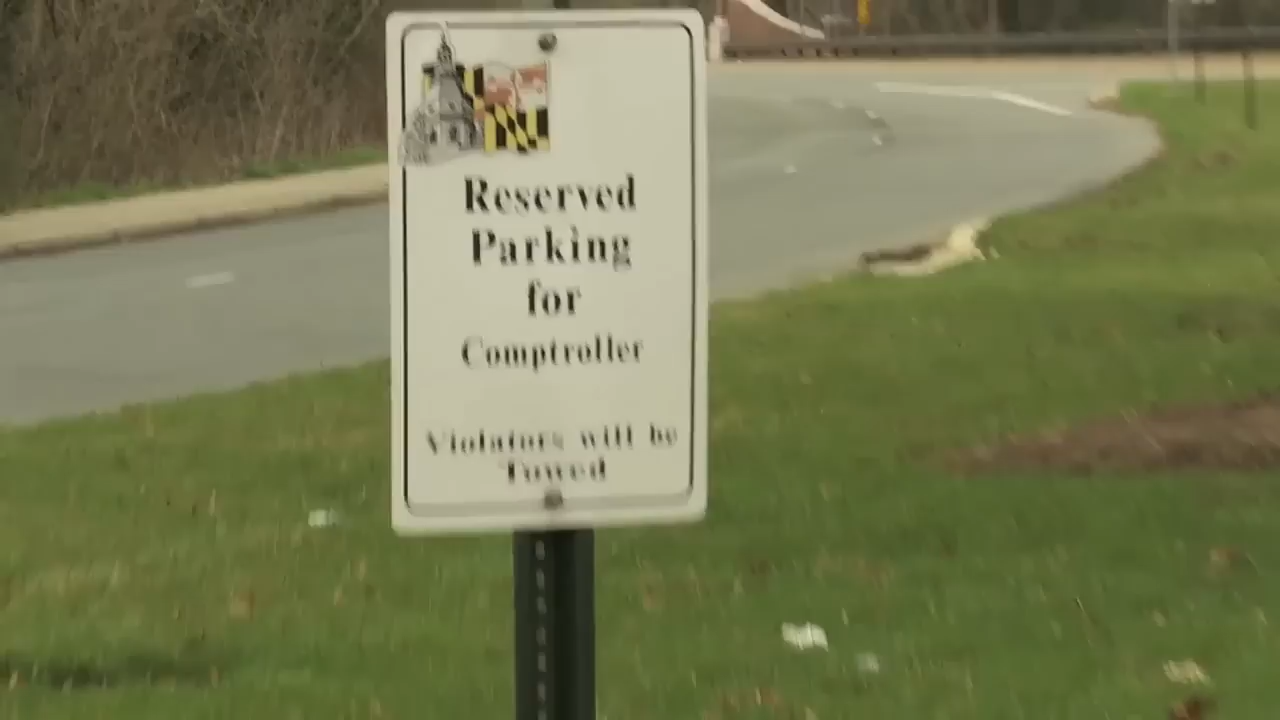 Reserved
Parking
for
Comptroller
Violators will be
Towed